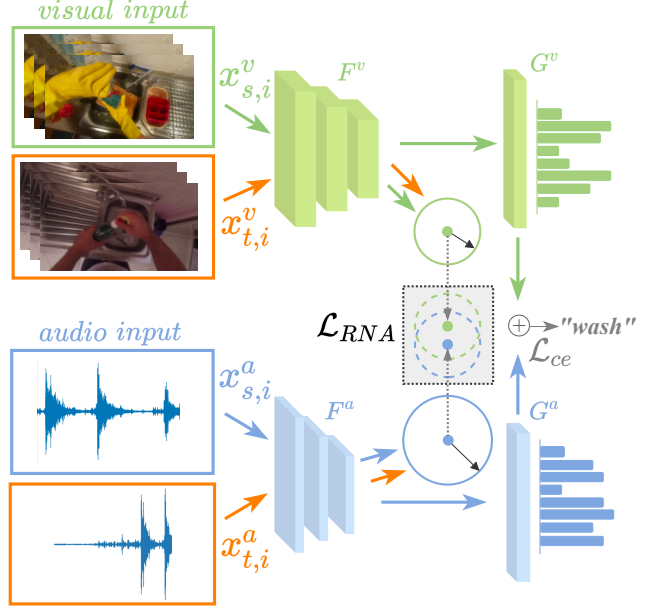 visual input
x^v_{s,i}
F^v
G^v
x^v_{t,i}
L_{RNA}
"wash"
L_{ce}
audio input
x^a_{s,i}
F^a
G^a
x^a_{t,i}